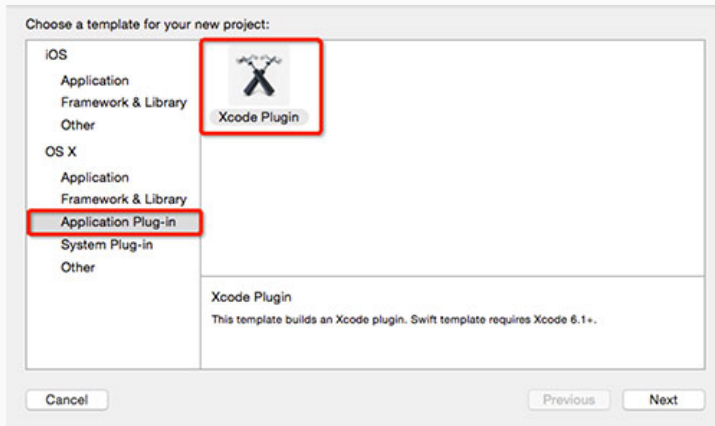 Choose a template for your new project:
iOS
Application
Framework & Library
Other
OS X
Application
Framework & Library
Application Plug-in
System Plug-in
Other
Xcode Plugin
Xcode Plugin
This template builds an Xcode plugin. Swift template requires Xcode 6.1+.
Cancel
Previous
Next